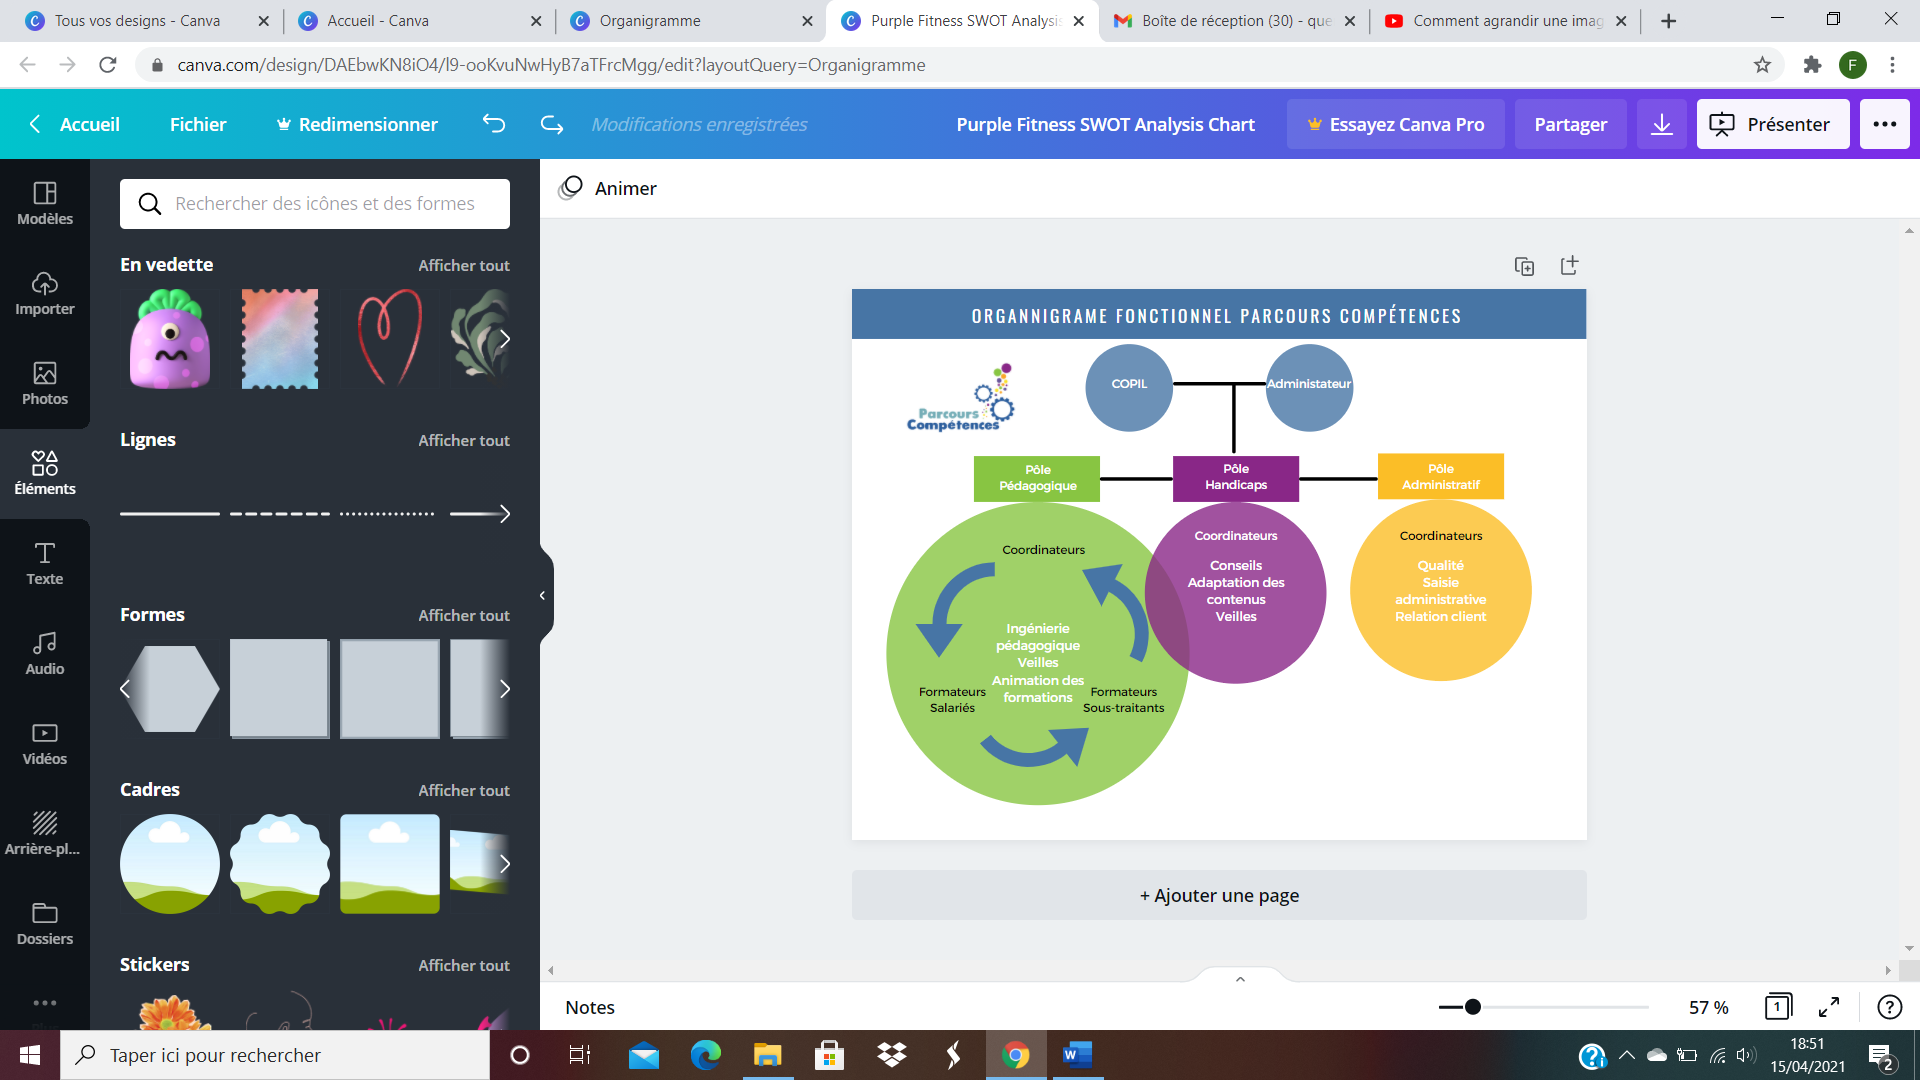 Tous vos designs - Canva
Accueil - Canva
Organigramme
Purple Fitness SWOT Analysis
Boîte de réception (30) - que
Comment agrandir une imag
canva.com/design/DAEbwKN8iO4/l9-ooKvuNwHyB7aTFrcMgg/edit?layoutQuery=Organigramme
F
Accueil
Fichier
Redimensionner
Modifications enregistrées
Purple Fitness SWOT Analysis Chart
Essayez Canva Pro
Partager
Présenter
Modèles
Importer
Photos
Éléments
Texte
Audio
Vidéos
Arrière-pl...
Dossiers
Rechercher des icônes et des formes
En vedette
Afficher tout
Lignes
Afficher tout
Formes
Afficher tout
Cadres
Afficher tout
Stickers
Afficher tout
Animer
ORGANNIGRAME FONCTIONNEL PARCOURS COMPÉTENCES
Parcours
Compétences
COPIL
Administateur
Pôle
Pédagogique
Pôle
Handicaps
Pôle
Administratif
Coordinateurs
Ingénierie
pédagogique
Veilles
Animation des
formations
Formateurs
Salariés
Formateurs
Sous-traitants
Coordinateurs
Conseils
Adaptation des
contenus
Veilles
Coordinateurs
Qualité
Saisie
administrative
Relation client
+ Ajouter une page
Notes
57 %
1
Taper ici pour rechercher
18:51
15/04/2021
2